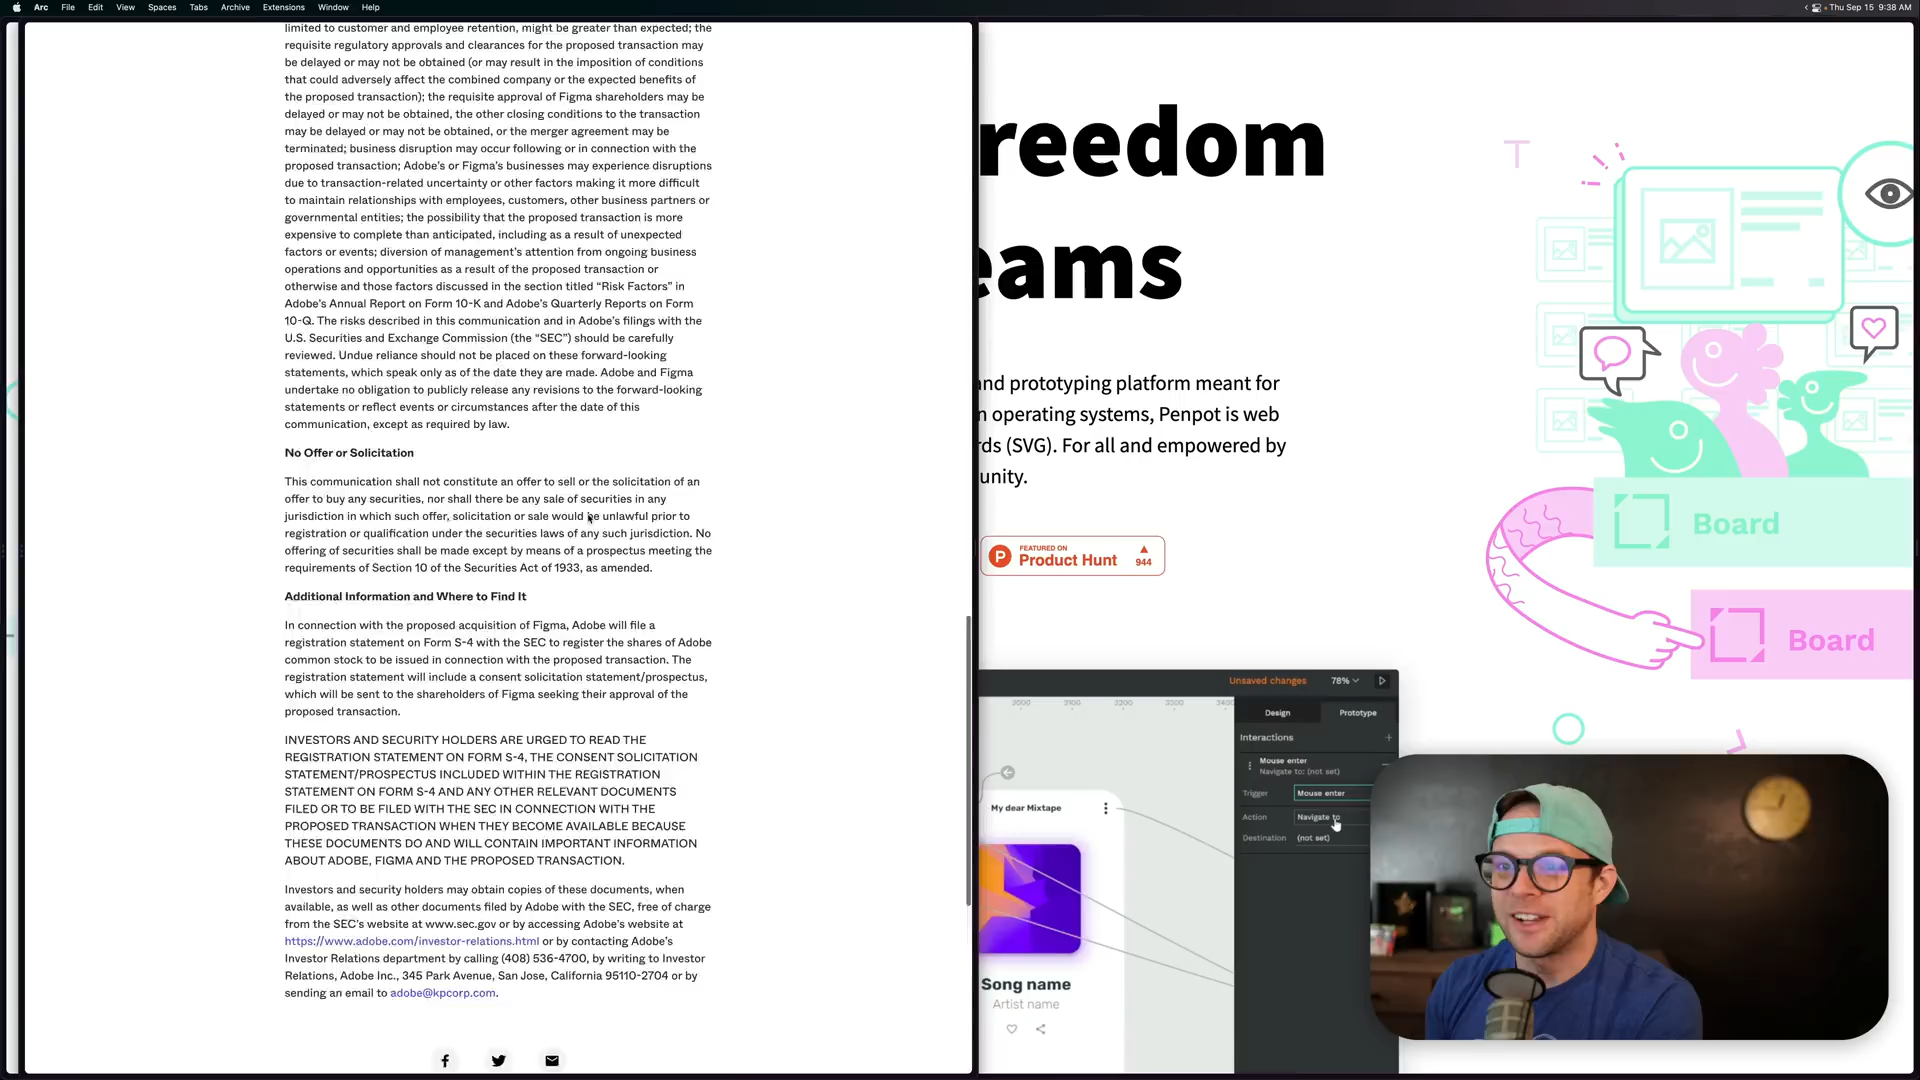 Arc File Edit View Spaces Tabs Archive Extensions Window Help
Thu Sep 15 9:38 AM
limited to customer and employee retention, might be greater than expected; the
requisite regulatory approvals and clearances for the proposed transaction may
be delayed or may not be obtained (or may result in the imposition of conditions
that could adversely affect the combined company or the expected benefits of
the proposed transaction); the requisite approval of Figma shareholders may be
delayed or may not be obtained, the other closing conditions to the transaction
may be delayed or may not be obtained, or the merger agreement may be
terminated; business disruption may occur following or in connection with the
proposed transaction; Adobe's or Figma's businesses may experience disruptions
due to transaction-related uncertainty or other factors making it more difficult
to maintain relationships with employees, customers, other business partners or
governmental entities; the possibility that the proposed transaction is more
expensive to complete than anticipated, including as a result of unexpected
factors or events; diversion of management's attention from ongoing business
operations and opportunities as a result of the proposed transaction or
otherwise and those factors discussed in the section titled “Risk Factors” in
Adobe's Annual Report on Form 10-K and Adobe's Quarterly Reports on Form
10-Q. The risks described in this communication and in Adobe's filings with the
U.S. Securities and Exchange Commission (the “SEC”) should be carefully
reviewed. Undue reliance should not be placed on these forward-looking
statements, which speak only as of the date they are made. Adobe and Figma
undertake no obligation to publicly release any revisions to the forward-looking
statements or reflect events or circumstances after the date of this
communication, except as required by law.
No Offer or Solicitation
This communication shall not constitute an offer to sell or the solicitation of an
offer to buy any securities, nor shall there be any sale of securities in any
jurisdiction in which such offer, solicitation or sale would be unlawful prior to
registration or qualification under the securities laws of any such jurisdiction. No
offering of securities shall be made except by means of a prospectus meeting the
requirements of Section 10 of the Securities Act of 1933, as amended.
Additional Information and Where to Find It
In connection with the proposed acquisition of Figma, Adobe will file a
registration statement on Form S-4 with the SEC to register the shares of Adobe
common stock to be issued in connection with the proposed transaction. The
registration statement will include a consent solicitation statement/prospectus,
which will be sent to the shareholders of Figma seeking their approval of the
proposed transaction.
INVESTORS AND SECURITY HOLDERS ARE URGED TO READ THE
REGISTRATION STATEMENT ON FORM S-4, THE CONSENT SOLICITATION
STATEMENT/PROSPECTUS INCLUDED WITHIN THE REGISTRATION
STATEMENT ON FORM S-4 AND ANY OTHER RELEVANT DOCUMENTS
FILED OR TO BE FILED WITH THE SEC IN CONNECTION WITH THE
PROPOSED TRANSACTION WHEN THEY BECOME AVAILABLE BECAUSE
THESE DOCUMENTS DO AND WILL CONTAIN IMPORTANT INFORMATION
ABOUT ADOBE, FIGMA AND THE PROPOSED TRANSACTION.
Investors and security holders may obtain copies of these documents, when
available, as well as other documents filed by Adobe with the SEC, free of charge
from the SEC's website at www.sec.gov or by accessing Adobe's website at
https://www.adobe.com/investor-relations.html or by contacting Adobe's
Investor Relations department by calling (408) 536-4700, by writing to Investor
Relations, Adobe Inc., 345 Park Avenue, San Jose, California 95110-2704 or by
sending an email to adobe@kpcorp.com.
reedom
eams
and prototyping platform meant for
n operating systems, Penpot is web
rds (SVG). For all and empowered by
unity.
FEATURED ON
Product Hunt
944
T
Board
Board
Unsaved changes 78%
2000 2100 2200 3300 3400
Design Prototype
Interactions
Mouse enter
Navigate to: (not set)
Trigger Mouse enter
Action Navigate to
Destination (not set)
My dear Mixtape
Song name
Artist name